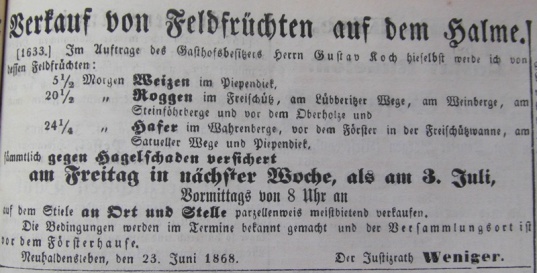 Verkauf von Feldfrüchten auf dem Halme.
[1633.] Im Auftrage des Gasthofsbesitzers Herrn Gustav Koch hieselbst werde ich von
dessen Feldfrüchten:
5½ Morgen Weizen im Piependiek,
20½ „ Roggen im Freischütz, am Lübberitzer Wege, am Weinberge, am
Steinföhrberge und vor dem Oberholze und
24¼ „ Hafer im Wahrenberge, vor dem Förster in der Freischützwanne, am
Satueller Wege und Piependiek,
sämmtlich gegen Hagelschaden versichert
am Freitag in nächster Woche, als am 3. Juli,
Vormittags von 8 Uhr an
auf dem Stiele an Ort und Stelle parzellenweis meistbietend verkaufen.
Die Bedingungen werden im Termine bekannt gemacht und der Versammlungsort ist
vor dem Försterhause.
Neuhaldensleben, den 23. Juni 1868. Der Justizrath Weniger.